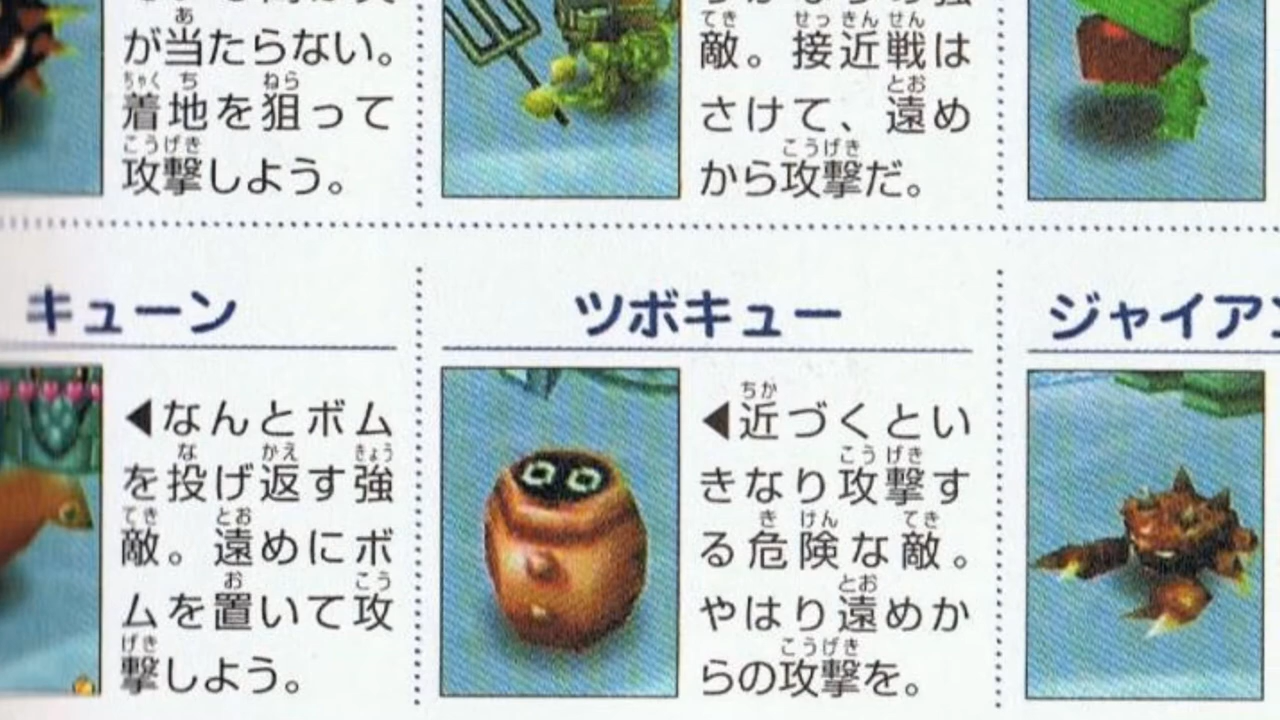 が当たらない。
着地を狙って
攻撃しよう。
敵。接近戦は
さけて、遠め
から攻撃だ。
キューン
◀なんとボム
を投げ返す強
敵。遠めにボ
ムを置いて攻
撃しよう。
ツボキュー
◀近づくとい
きなり攻撃す
る危険な敵。
やはり遠めか
らの攻撃を。
ジャイアン